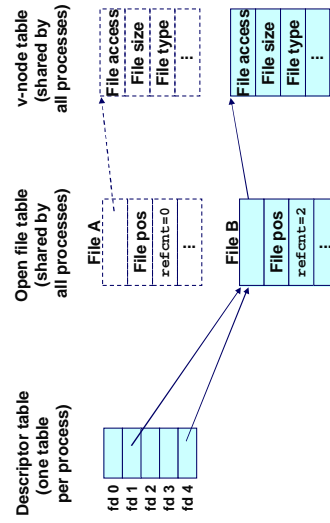 Descriptor table
(one table
per process)
Open file table
(shared by
all processes)
v-node table
(shared by
all processes)
fd 0
fd 1
fd 2
fd 3
fd 4
File A
File pos
refcnt=0
...
File access
File size
File type
...
File B
File pos
refcnt=2
...
File access
File size
File type
...